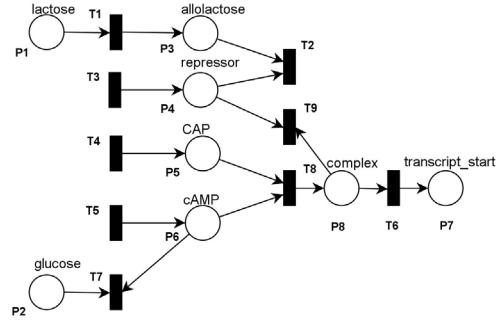 lactose
T1
allolactose
P1
P3
T2
T3
repressor
P4
T9
T4
CAP
P5
T8
complex
transcript_start
T5
cAMP
P6
P8
T6
P7
glucose
T7
P2